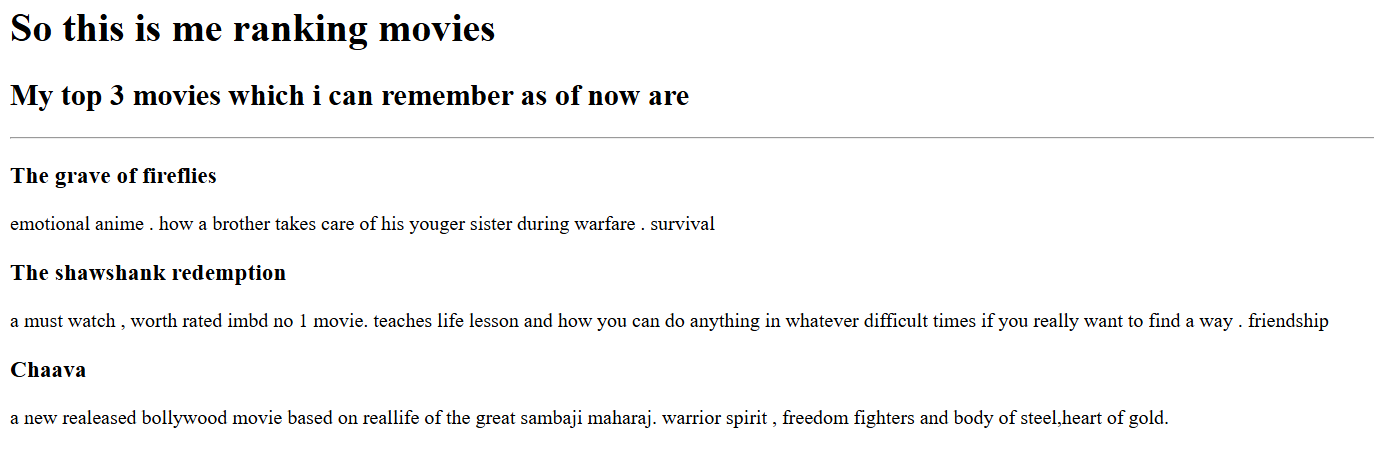 So this is me ranking movies
My top 3 movies which i can remember as of now are
The grave of fireflies
emotional anime . how a brother takes care of his youger sister during warfare . survival
The shawshank redemption
a must watch , worth rated imbd no 1 movie. teaches life lesson and how you can do anything in whatever difficult times if you really want to find a way . friendship
Chaava
a new realeased bollywood movie based on reallife of the great sambaji maharaj. warrior spirit , freedom fighters and body of steel,heart of gold.